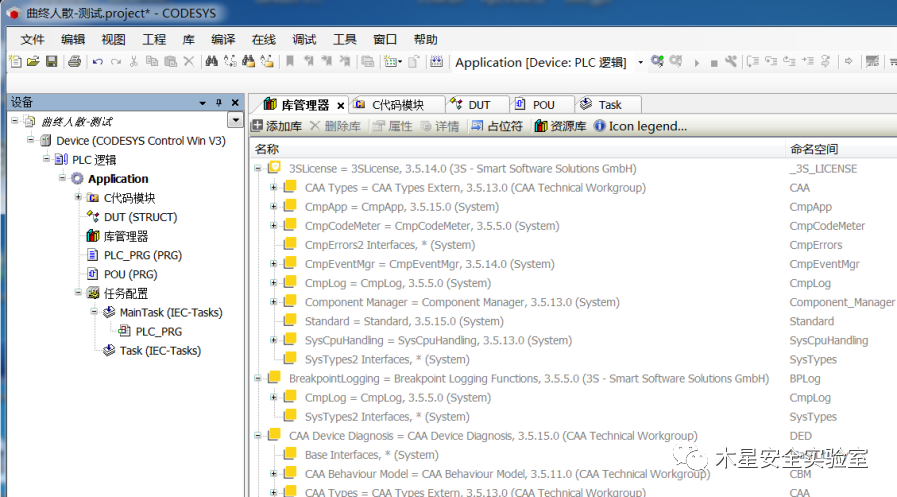 曲终人散-测试.project* - CODESYS
文件 编辑 视图 工程 库 编译 在线 调试 工具 窗口 帮助
Application [Device: PLC 逻辑]
设备
曲终人散-测试
Device (CODESYS Control Win V3)
PLC 逻辑
Application
C代码模块
DUT (STRUCT)
库管理器
PLC_PRG (PRG)
POU (PRG)
任务配置
MainTask (IEC-Tasks)
PLC_PRG
Task (IEC-Tasks)
库管理器 C代码模块 DUT POU Task
添加库 删除库 属性 详情 占位符 资源库 Icon legend...
名称 命名空间
3SLicense = 3SLicense, 3.5.14.0 (3S - Smart Software Solutions GmbH) _3S_LICENSE
CAA Types = CAA Types Extern, 3.5.13.0 (CAA Technical Workgroup) CAA
CmpApp = CmpApp, 3.5.15.0 (System) CmpApp
CmpCodeMeter = CmpCodeMeter, 3.5.5.0 (System) CmpCodeMeter
CmpErrors2 Interfaces, * (System) CmpErrors
CmpEventMgr = CmpEventMgr, 3.5.14.0 (System) CmpEventMgr
CmpLog = CmpLog, 3.5.5.0 (System) CmpLog
Component Manager = Component Manager, 3.5.13.0 (System) Component_Manager
Standard = Standard, 3.5.15.0 (System) Standard
SysCpuHandling = SysCpuHandling, 3.5.13.0 (System) SysCpuHandling
SysTypes2 Interfaces, * (System) SysTypes
BreakpointLogging = Breakpoint Logging Functions, 3.5.5.0 (3S - Smart Software Solutions GmbH) BPLog
CmpLog = CmpLog, 3.5.5.0 (System) CmpLog
SysTypes2 Interfaces, * (System) SysTypes
CAA Device Diagnosis = CAA Device Diagnosis, 3.5.15.0 (CAA Technical Workgroup) DED
Base Interfaces, * (System)
CAA Behaviour Model = CAA Behaviour Model, 3.5.11.0 (CAA Technical Workgroup) CBM
CAA Types = CAA Types Extern, 3.5.13.0 (CAA Technical Workgroup) CAA
木星安全实验室